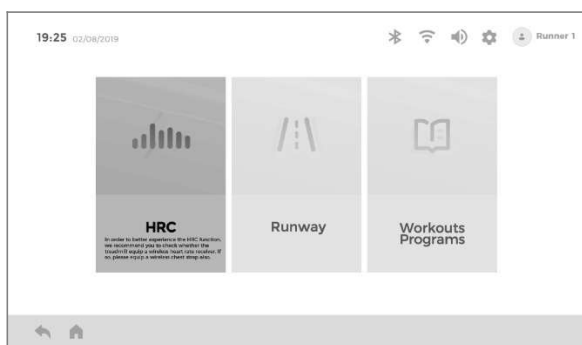 19:25 02/08/2019
Runner 1
HRC
In order to better experience the HRC function,
we recommend you to check whether the
treadmill equip a wireless heart rate receiver. If
so, please equip a wireless chest strap also.
Runway
Workouts
Programs